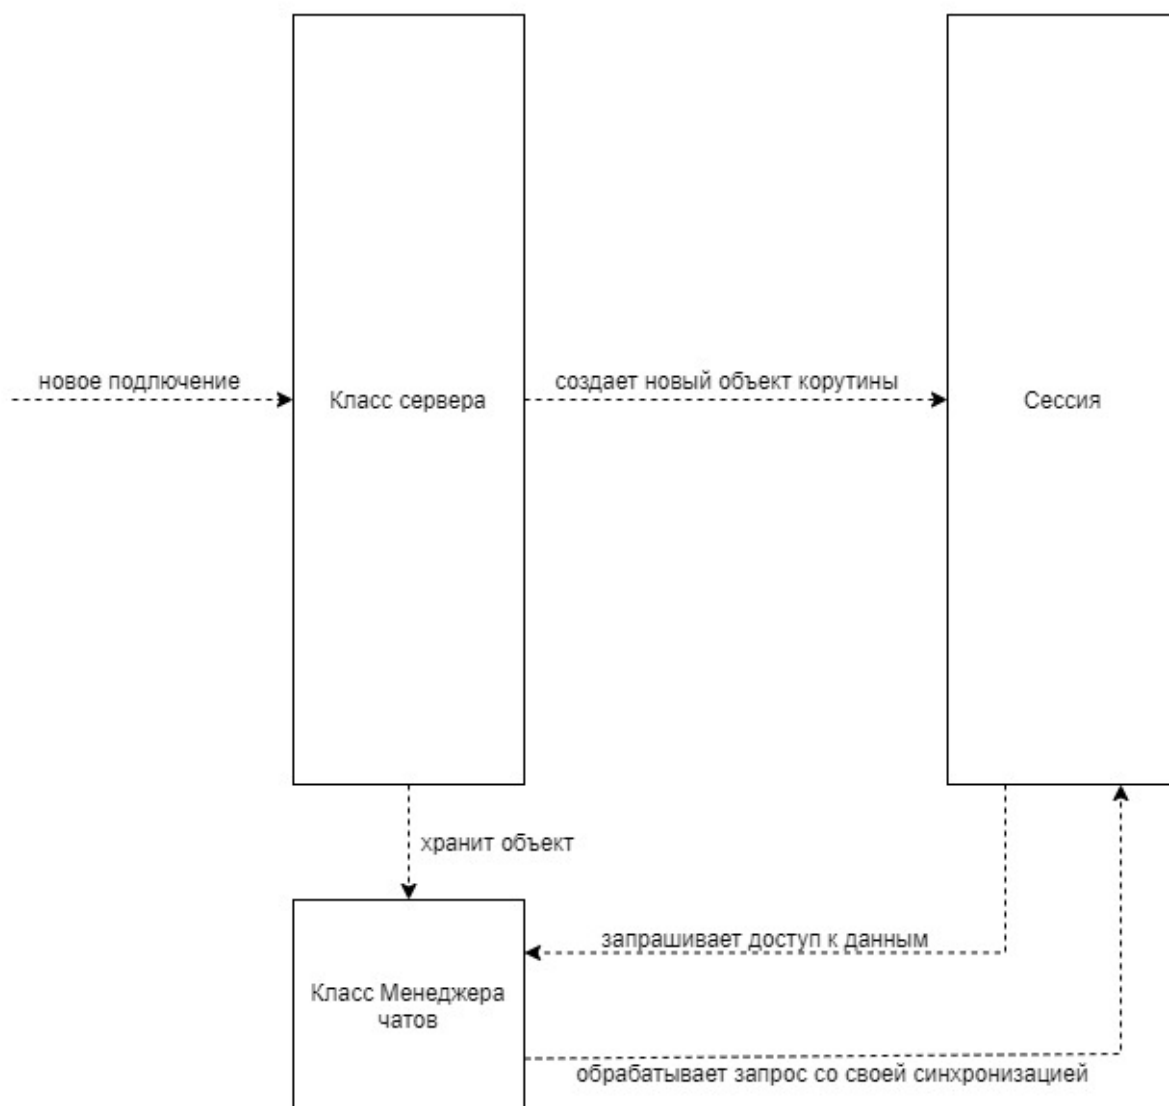 новое подлючение
Класс сервера
создает новый объект корутины
Сессия
хранит объект
запрашивает доступ к данным
Класс Менеджера
чатов
обрабатывает запрос со своей синхронизацией